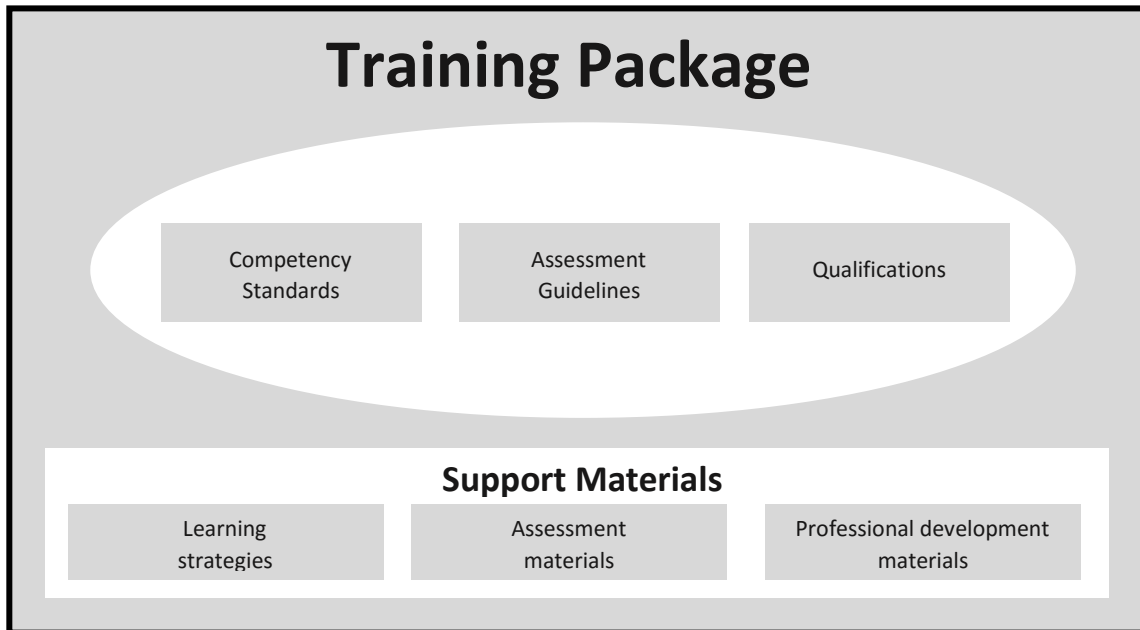 Training Package
Competency
Standards
Assessment
Guidelines
Qualifications
Support Materials
Learning
strategies
Assessment
materials
Professional development
materials